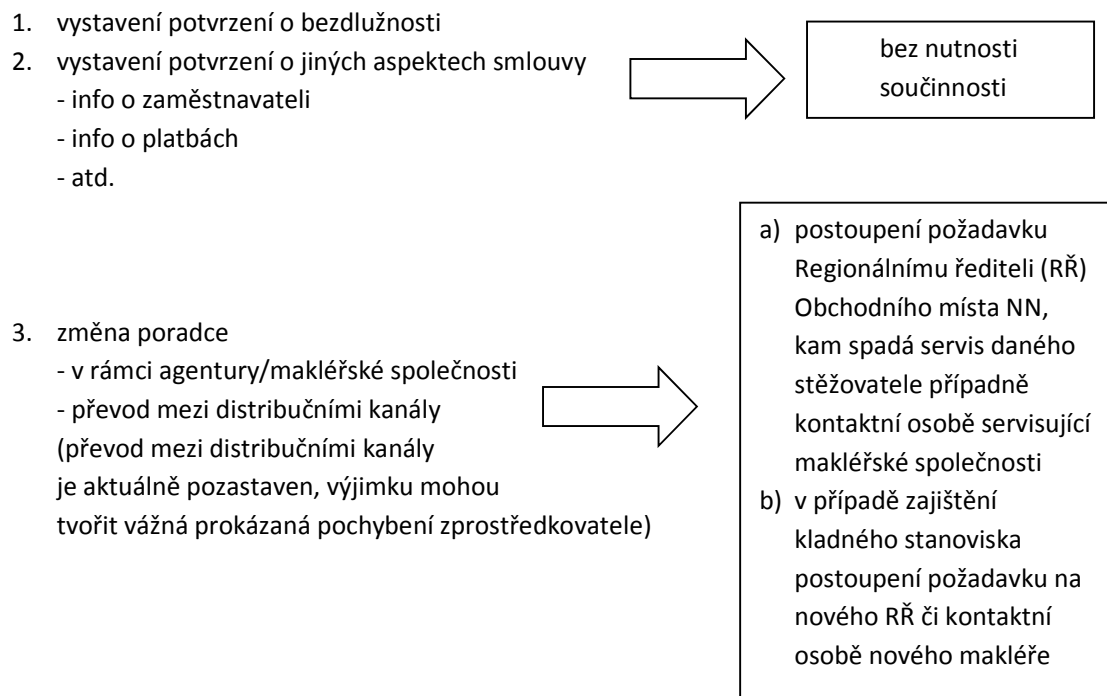 1. vystavení potvrzení o bezdlužnosti
2. vystavení potvrzení o jiných aspektech smlouvy
- info o zaměstnavateli
- info o platbách
- atd.
bez nutnosti
součinnosti
3. změna poradce
- v rámci agentury/makléřské společnosti
- převod mezi distribučními kanály
(převod mezi distribučními kanály
je aktuálně pozastaven, výjimku mohou
tvořit vážná prokázaná pochybení zprostředkovatele)
a) postoupení požadavku
Regionálnímu řediteli (RŘ)
Obchodního místa NN,
kam spadá servis daného
stěžovatele případně
kontaktní osobě servisující
makléřské společnosti
b) v případě zajištění
kladného stanoviska
postoupení požadavku na
nového RŘ či kontaktní
osobě nového makléře